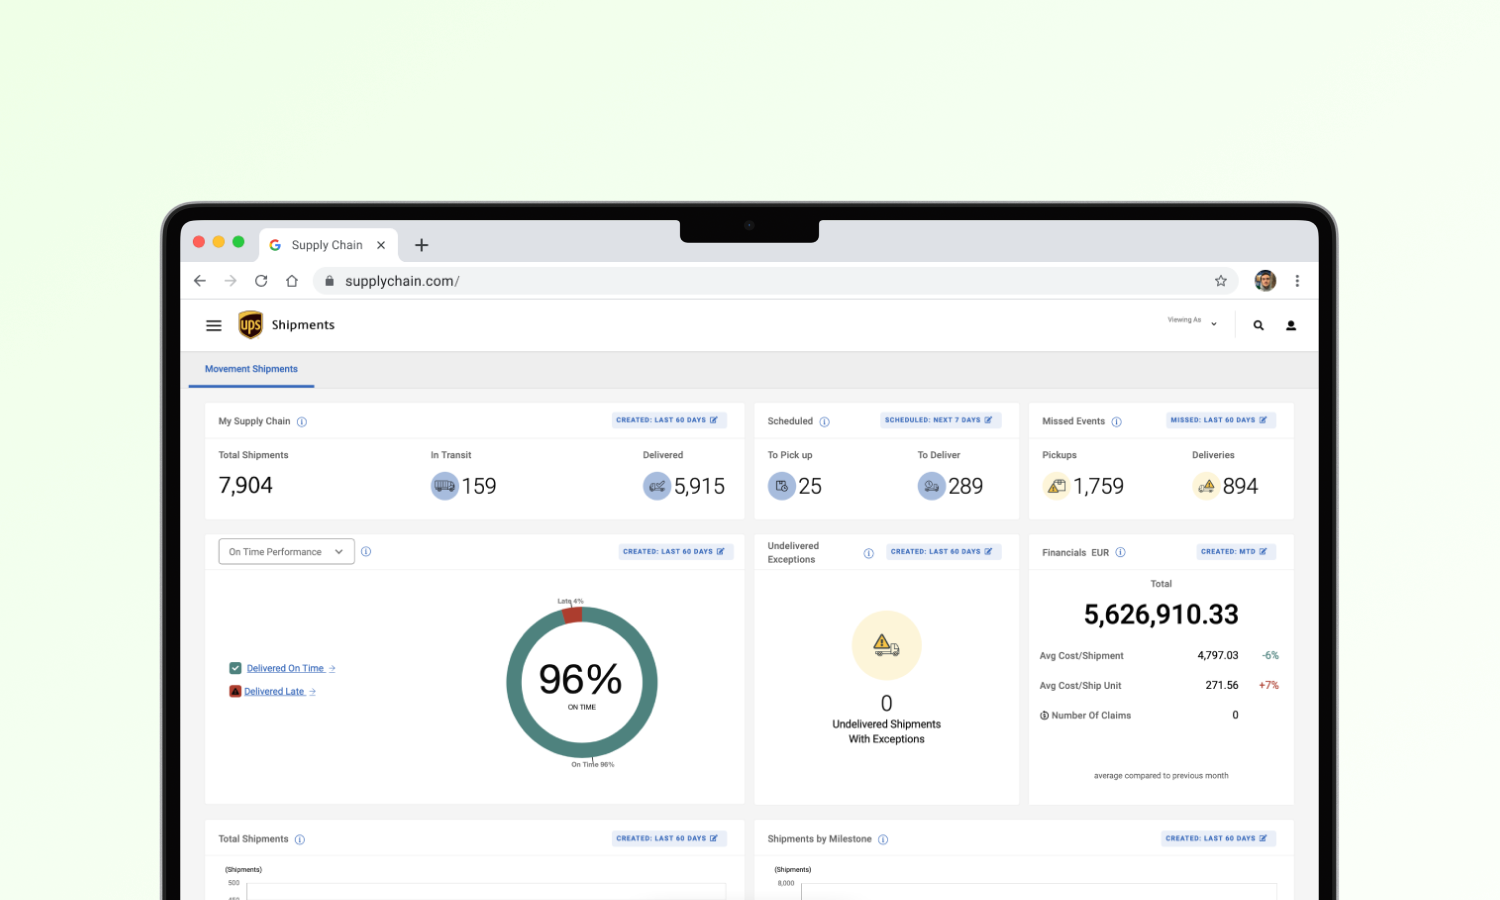 Supply Chain
supplychain.com/
ups
Shipments
Viewing As
Movement Shipments
My Supply Chain
CREATED: LAST 60 DAYS
Total Shipments
In Transit
Delivered
7,904
159
5,915
Scheduled
SCHEDULED: NEXT 7 DAYS
To Pick up
To Deliver
25
289
Missed Events
MISSED: LAST 60 DAYS
Pickups
Deliveries
1,759
894
On Time Performance
CREATED: LAST 60 DAYS
Delivered On Time
Delivered Late
Late 4%
96%
ON TIME
On Time 96%
Undelivered
Exceptions
CREATED: LAST 60 DAYS
0
Undelivered Shipments
With Exceptions
Financials EUR
CREATED: MTD
Total
5,626,910.33
Avg Cost/Shipment 4,797.03 -6%
Avg Cost/Ship Unit 271.56 +7%
Number Of Claims 0
average compared to previous month
Total Shipments
CREATED: LAST 60 DAYS
(Shipments)
500
Shipments by Milestone
CREATED: LAST 60 DAYS
(Shipments)
8,000